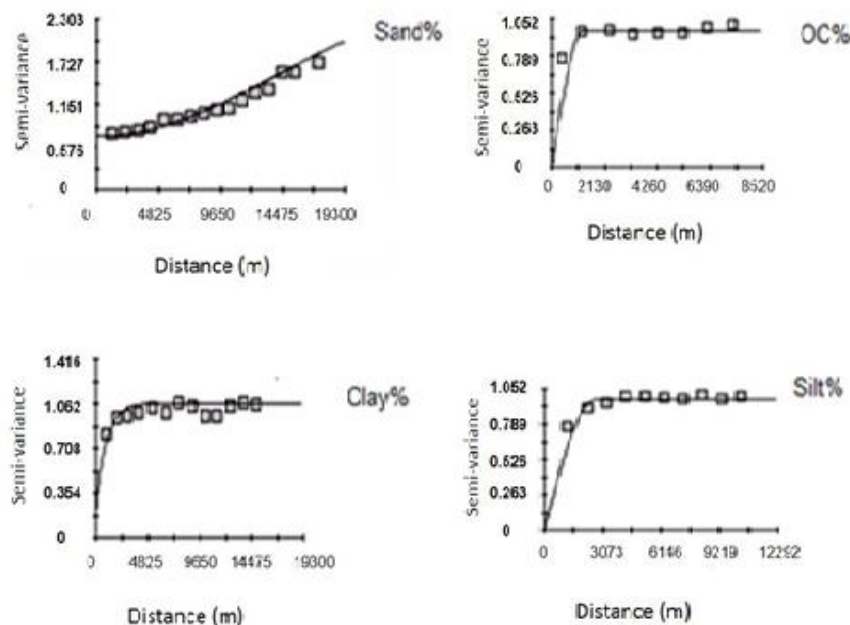 Sand%
2.303
1.727
1.151
0.575
0
Semi-variance
0 4825 9650 14475 19300
Distance (m)
OC%
1.052
0.789
0.526
0.263
0
Semi-variance
0 2130 4260 6390 8520
Distance (m)
Clay%
1.416
1.062
0.708
0.354
0
Semi-variance
0 4825 9650 14475 19300
Distance (m)
Silt%
1.052
0.789
0.526
0.263
0
Semi-variance
0 3073 6146 9219 12292
Distance (m)